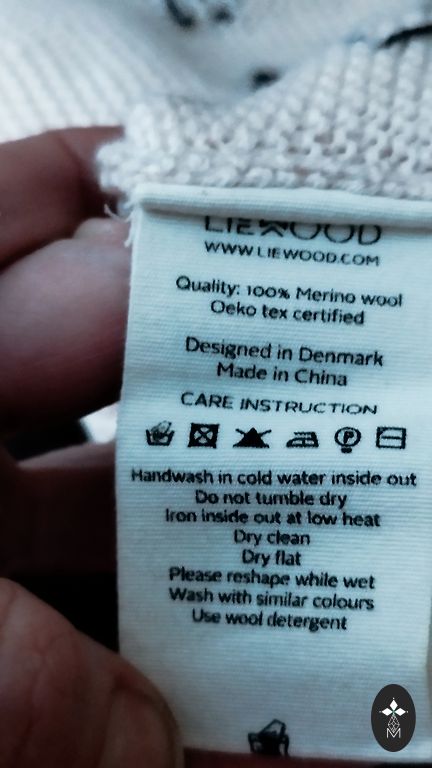 LIEWOOD
WWW.LIEWOOD.COM
Quality: 100% Merino wool
Oeko tex certified
Designed in Denmark
Made in China
CARE INSTRUCTION
P
Handwash in cold water inside out
Do not tumble dry
Iron inside out at low heat
Dry clean
Dry flat
Please reshape while wet
Wash with similar colours
Use wool detergent
M